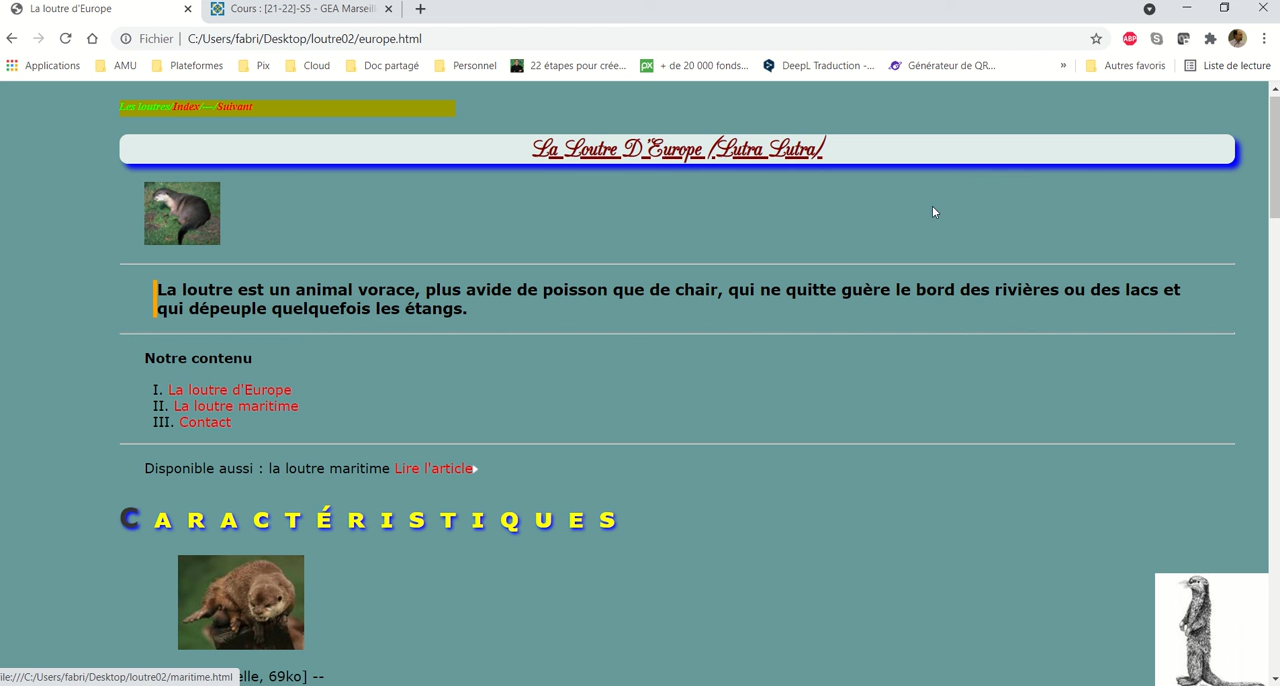 La loutre d'Europe
Cours : [21-22]-S5 - GEA Marseill
Fichier | C:/Users/fabri/Desktop/loutre02/europe.html
ABP
Applications AMU Plateformes Pix Cloud Doc partagé Personnel 22 étapes pour crée... px + de 20 000 fonds... DeepL Traduction -... Générateur de QR... » Autres favoris Liste de lecture
Les loutres/Index/---/Suivant
La Loutre D'Europe (Lutra Lutra)
La loutre est un animal vorace, plus avide de poisson que de chair, qui ne quitte guère le bord des rivières ou des lacs et
qui dépeuple quelquefois les étangs.
Notre contenu
I. La loutre d'Europe
II. La loutre maritime
III. Contact
Disponible aussi : la loutre maritime Lire l'article
CARACTÉRISTIQUES
elle, 69ko] --
ile:///C:/Users/fabri/Desktop/loutre02/maritime.html